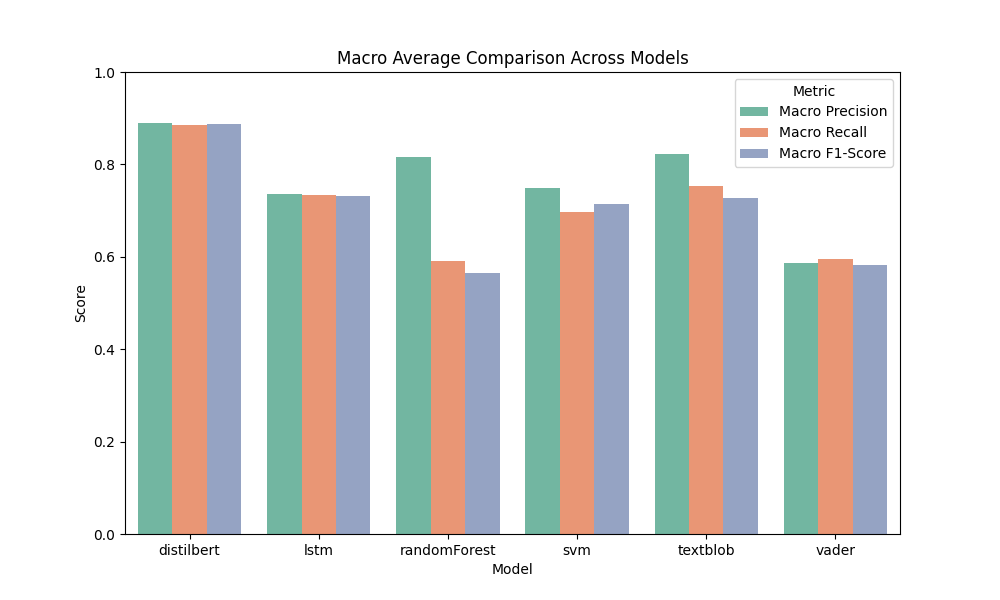 Macro Average Comparison Across Models
Metric
Macro Precision
Macro Recall
Macro F1-Score
Score
1.0
0.8
0.6
0.4
0.2
0.0
distilbert lstm randomForest svm textblob vader
Model